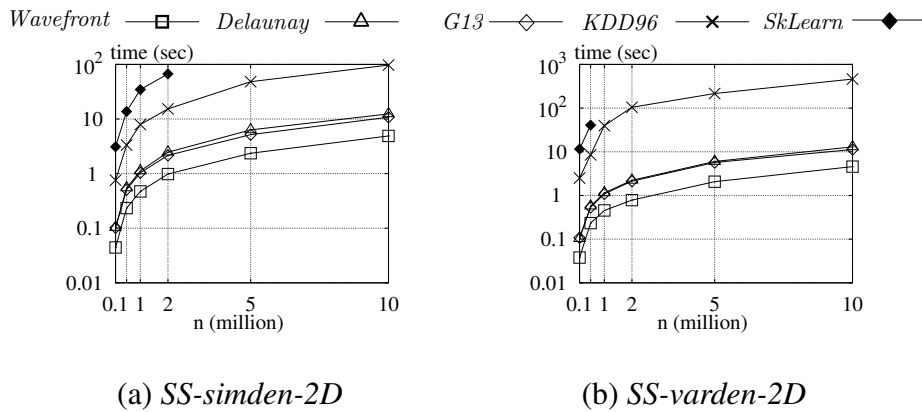 Wavefront Delaunay G13 KDD96 SkLearn
time (sec)
10^2
10
1
0.1
0.01
0.1 1 2 5 10
n (million)
(a) SS-simden-2D
time (sec)
10^3
10^2
10
1
0.1
0.01
0.1 1 2 5 10
n (million)
(b) SS-varden-2D